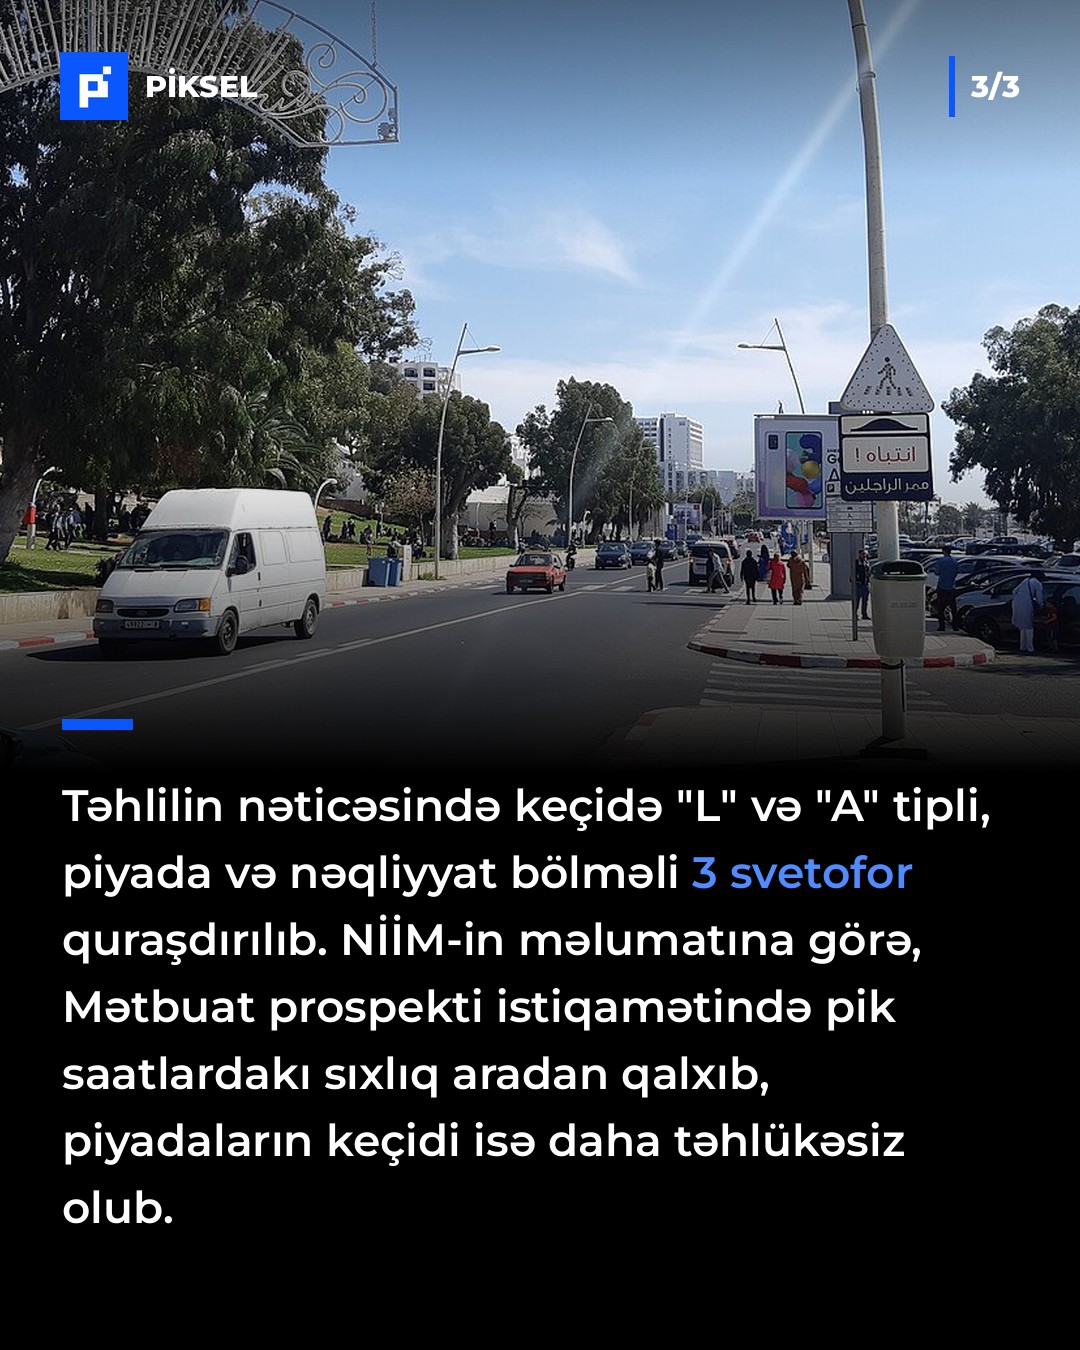 PİKSEL
3/3
انتباه !
ممر الراجلين
Təhlilin nəticəsində keçidə "L" və "A" tipli,
piyada və nəqliyyat bölməli 3 svetofor
quraşdırılıb. NİİM-in məlumatına görə,
Mətbuat prospekti istiqamətində pik
saatlardakı sıxlıq aradan qalxıb,
piyadaların keçidi isə daha təhlükəsiz
olub.